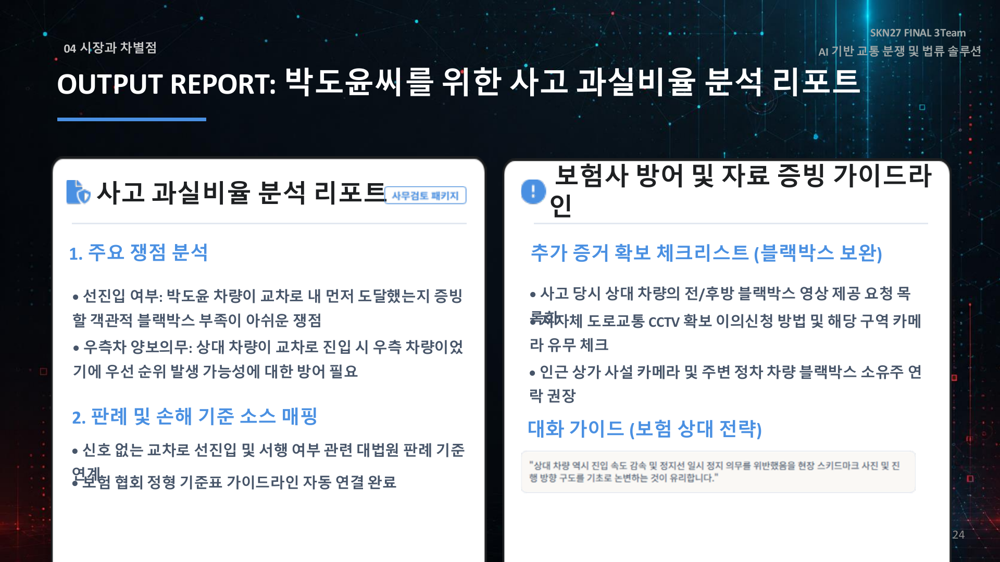 SKN27 FINAL 3Team
AI 기반 교통 분쟁 및 법류 솔루션
04 시장과 차별점
OUTPUT REPORT: 박도윤씨를 위한 사고 과실비율 분석 리포트
사고 과실비율 분석 리포트
사무검토 패키지
1. 주요 쟁점 분석
• 선진입 여부: 박도윤 차량이 교차로 내 먼저 도달했는지 증빙
할 객관적 블랙박스 부족이 아쉬운 쟁점
• 우측차 양보의무: 상대 차량이 교차로 진입 시 우측 차량이었
기에 우선 순위 발생 가능성에 대한 방어 필요
2. 판례 및 손해 기준 소스 매핑
• 신호 없는 교차로 선진입 및 서행 여부 관련 대법원 판례 기준
연계
• 보험 협회 정형 기준표 가이드라인 자동 연결 완료
보험사 방어 및 자료 증빙 가이드라
인
추가 증거 확보 체크리스트 (블랙박스 보완)
• 사고 당시 상대 차량의 전/후방 블랙박스 영상 제공 요청 목
록화
• 지자체 도로교통 CCTV 확보 이의신청 방법 및 해당 구역 카메
라 유무 체크
• 인근 상가 사설 카메라 및 주변 정차 차량 블랙박스 소유주 연
락 권장
대화 가이드 (보험 상대 전략)
"상대 차량 역시 진입 속도 감속 및 정지선 일시 정지 의무를 위반했음을 현장 스키드마크 사진 및 진
행 방향 구도를 기초로 논변하는 것이 유리합니다."
24